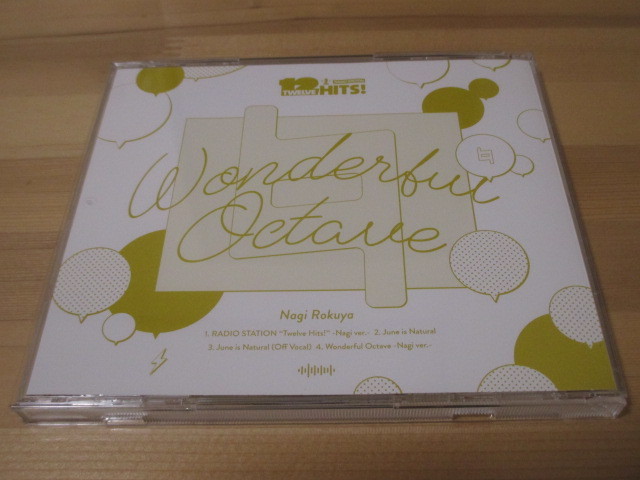 12 TWELVE HITS!
Wonderful
Octave
Nagi Rokuya
1. RADIO STATION "Twelve Hits!" -Nagi ver.- 2. June is Natural
3. June is Natural (Off Vocal) 4. Wonderful Octave -Nagi ver.-